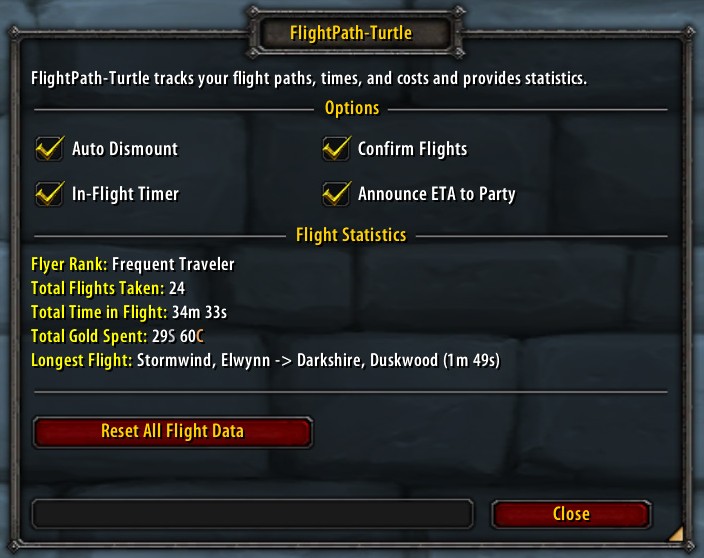 FlightPath-Turtle
FlightPath-Turtle tracks your flight paths, times, and costs and provides statistics.
Options
Auto Dismount
Confirm Flights
In-Flight Timer
Announce ETA to Party
Flight Statistics
Flyer Rank: Frequent Traveler
Total Flights Taken: 24
Total Time in Flight: 34m 33s
Total Gold Spent: 29S 60C
Longest Flight: Stormwind, Elwynn -> Darkshire, Duskwood (1m 49s)
Reset All Flight Data
Close